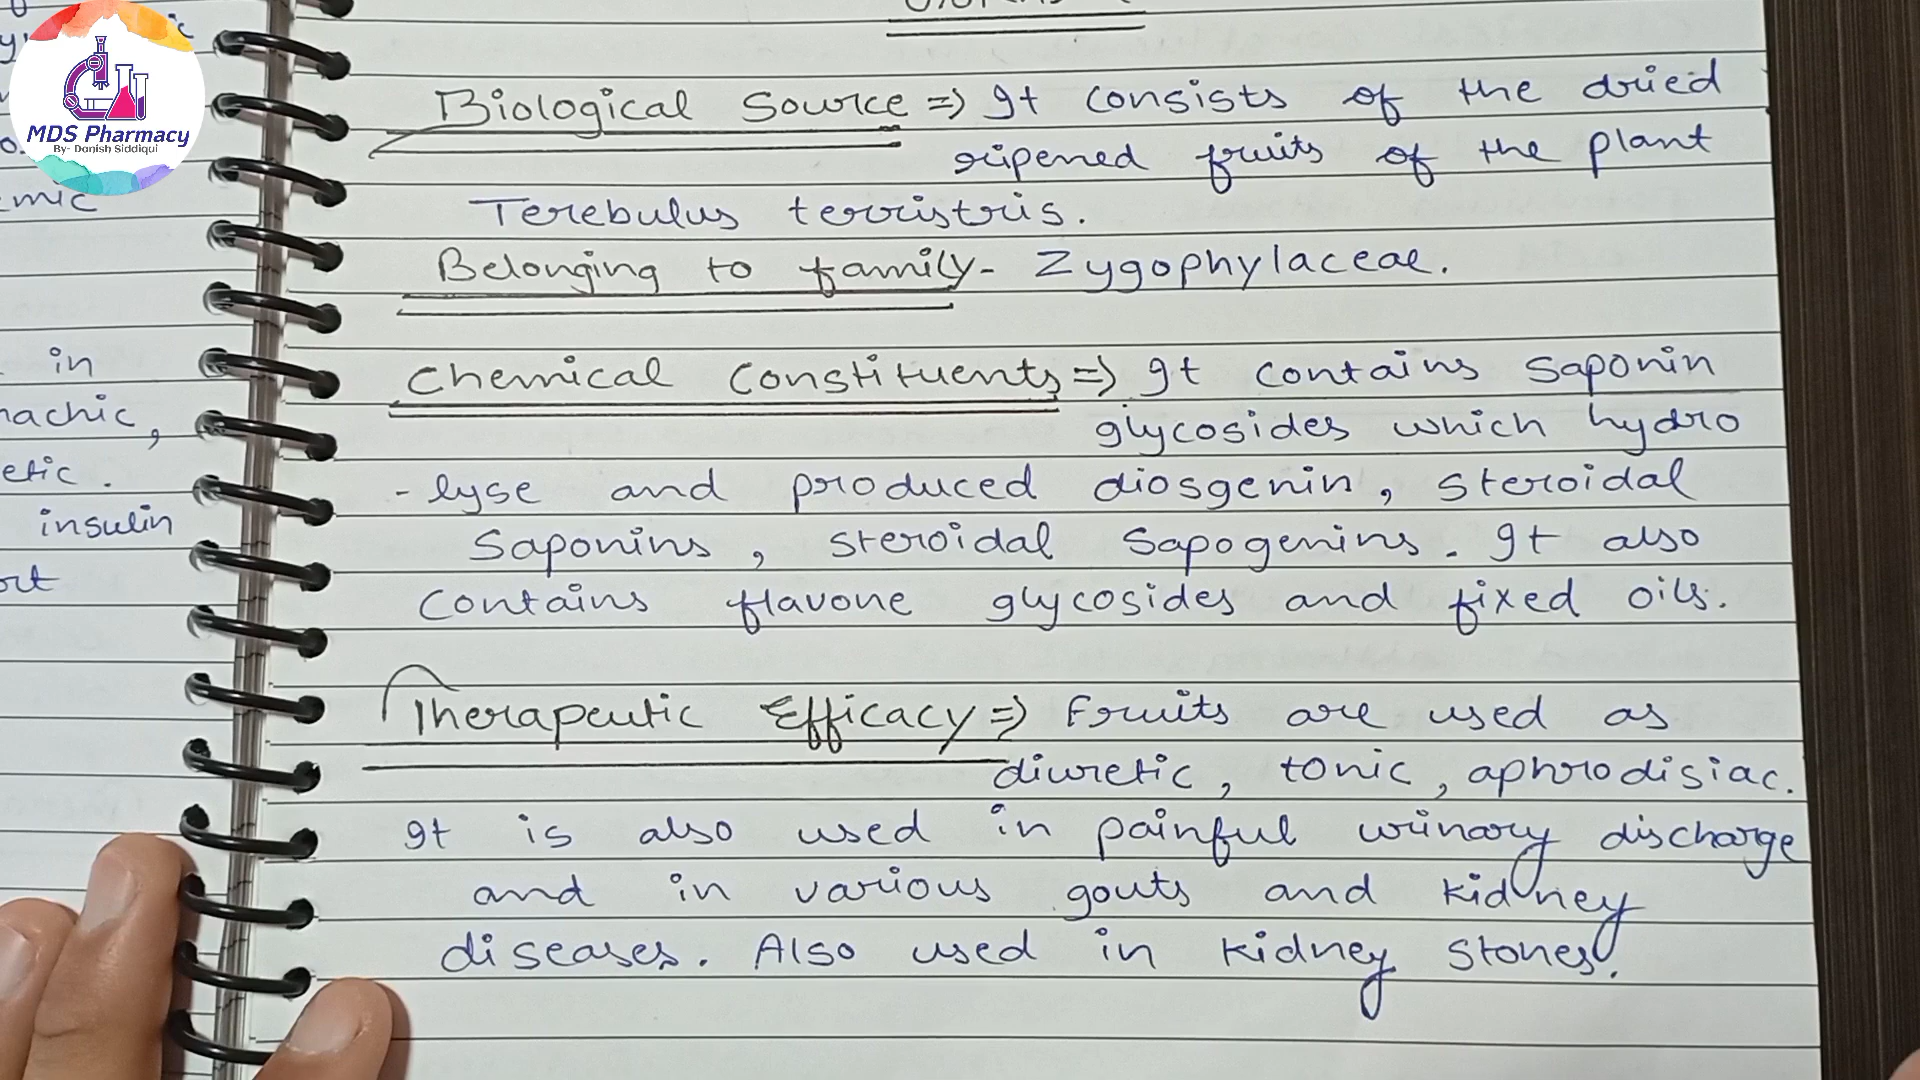 MDS Pharmacy
By- Danish Siddiqui
mic
in
achic,
etic.
insulin
Biological Source => It consists of the dried
ripened fruits of the plant
Terebulus terristris.
Belonging to family- Zygophylaceae.
Chemical Constituents => It contains Saponin
glycosides which hydro
-lyse and produced diosgenin, steroidal
Saponins, steroidal Sapogenins. It also
Contains flavone glycosides and fixed oils.
Therapeutic Efficacy => Fruits are used as
diuretic, tonic, aphrodisiac.
It is also used in painful urinary discharge
and in various gouts and kidney
diseases. Also used in kidney stones.